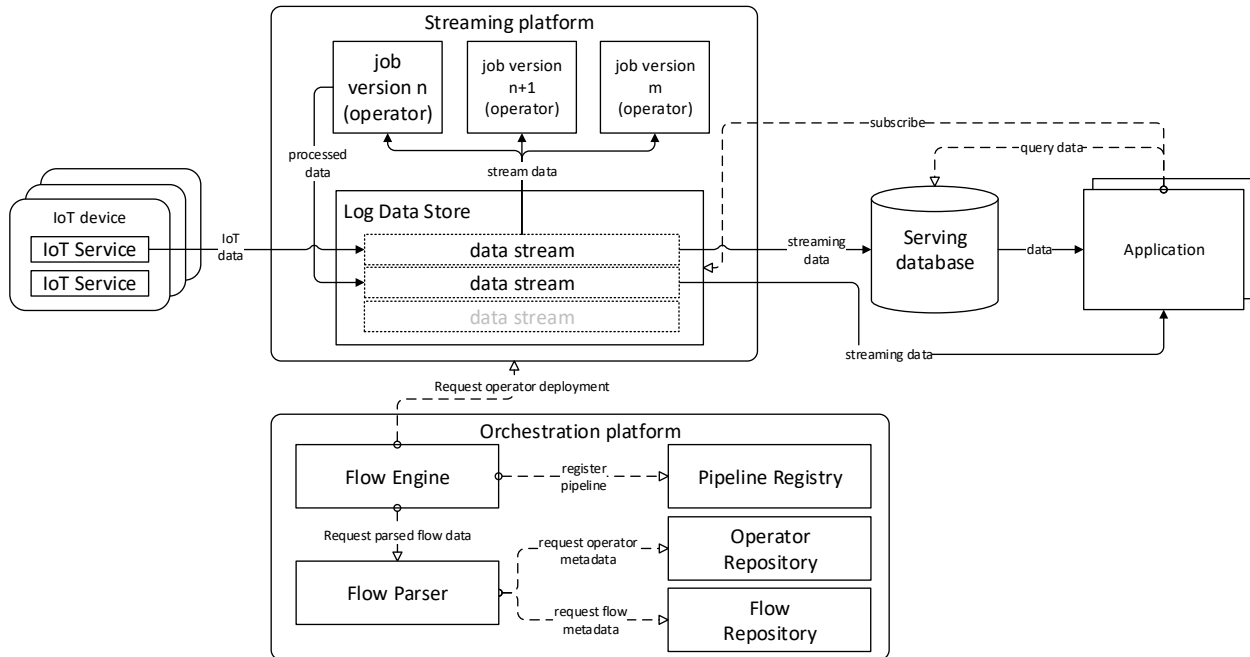 Streaming platform
job
version n
(operator)
job version
n+1
(operator)
job version
m
(operator)
subscribe
query data
processed
data
stream data
IoT device
IoT Service
IoT Service
IoT
data
Log Data Store
data stream
data stream
data stream
streaming
data
Serving
database
data
Application
streaming data
Request operator deployment
Orchestration platform
Flow Engine
register
pipeline
Pipeline Registry
Request parsed flow data
Flow Parser
request operator
metadata
Operator
Repository
request flow
metadata
Flow
Repository